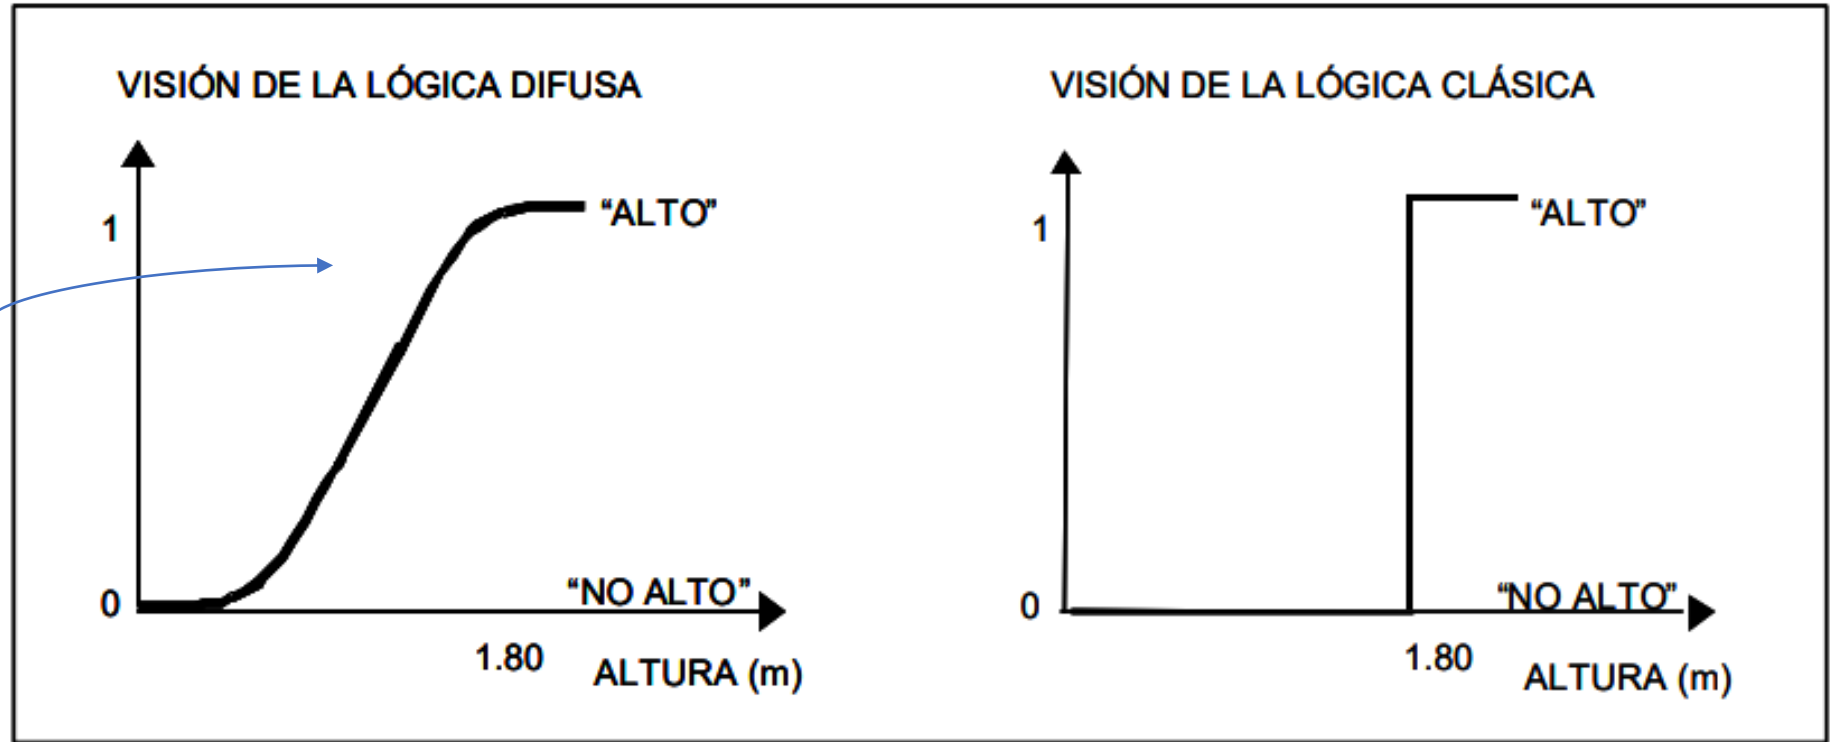 VISIÓN DE LA LÓGICA DIFUSA
1
“ALTO”
0
“NO ALTO”
1.80
ALTURA (m)
VISIÓN DE LA LÓGICA CLÁSICA
1
“ALTO”
0
“NO ALTO”
1.80
ALTURA (m)